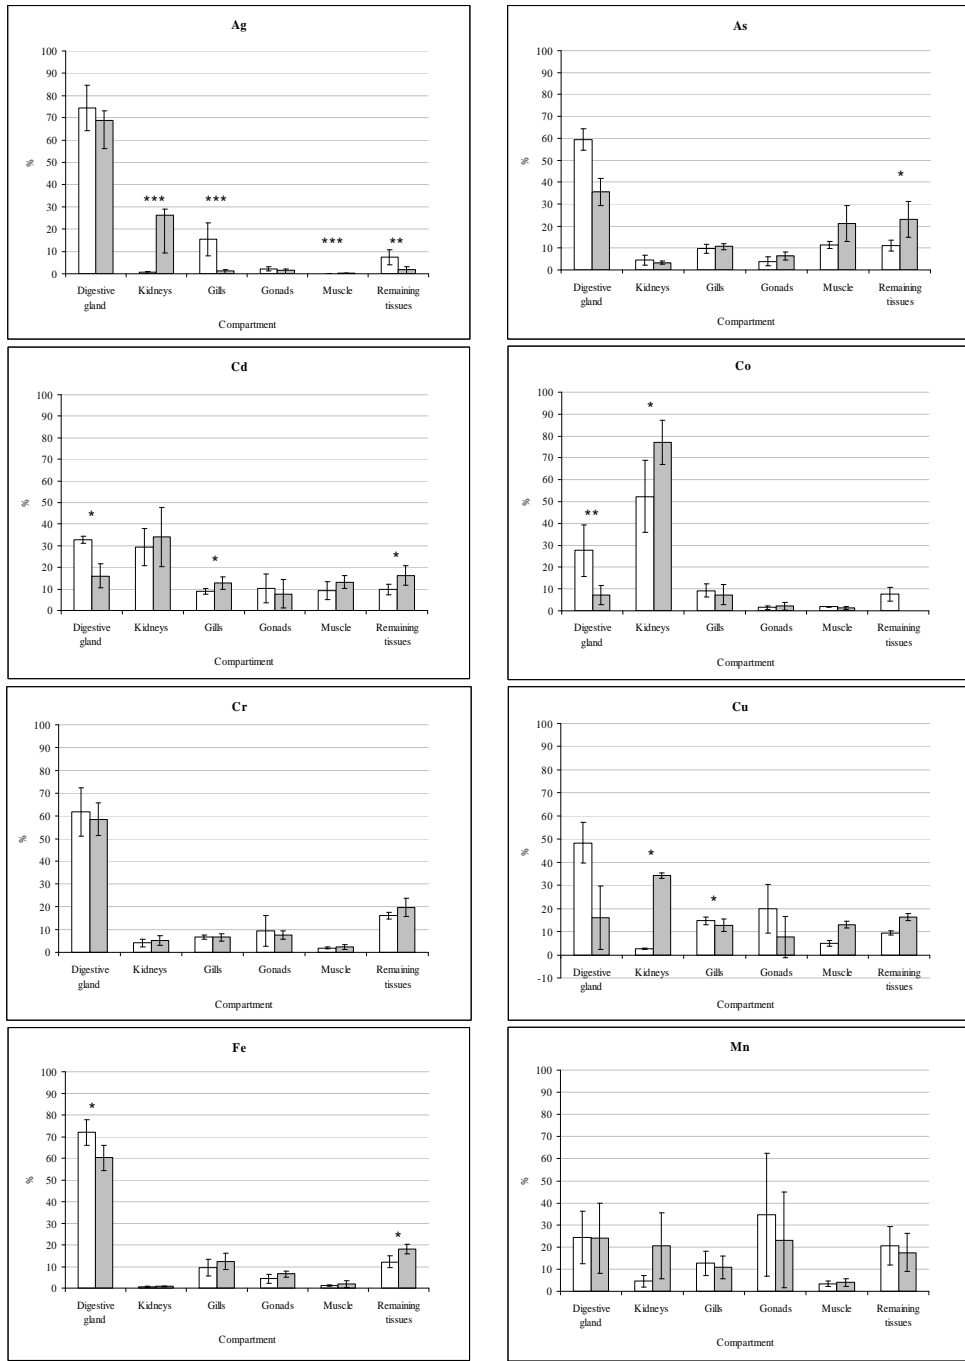 Ag
100
90
80
70
60
50
40
30
20
10
0
%
***
***
***
**
Digestive gland
Kidneys
Gills
Gonads
Muscle
Remaining tissues
Compartment
As
100
90
80
70
60
50
40
30
20
10
0
%
*
Digestive gland
Kidneys
Gills
Gonads
Muscle
Remaining tissues
Compartment
Cd
100
90
80
70
60
50
40
30
20
10
0
%
*
*
*
Digestive gland
Kidneys
Gills
Gonads
Muscle
Remaining tissues
Compartiment
Co
100
90
80
70
60
50
40
30
20
10
0
%
**
*
Digestive gland
Kidneys
Gills
Gonads
Muscle
Remaining tissues
Compartment
Cr
100
90
80
70
60
50
40
30
20
10
0
%
Digestive gland
Kidneys
Gills
Gonads
Muscle
Remaining tissues
Compartment
Cu
100
90
80
70
60
50
40
30
20
10
0
-10
%
*
*
Digestive gland
Kidneys
Gills
Gonads
Muscle
Remaining tissues
Compartment
Fe
100
90
80
70
60
50
40
30
20
10
0
%
*
*
Digestive gland
Kidneys
Gills
Gonads
Muscle
Remaining tissues
Compartment
Mn
100
90
80
70
60
50
40
30
20
10
0
%
Digestive gland
Kidneys
Gills
Gonads
Muscle
Remaining tissues
Compartment